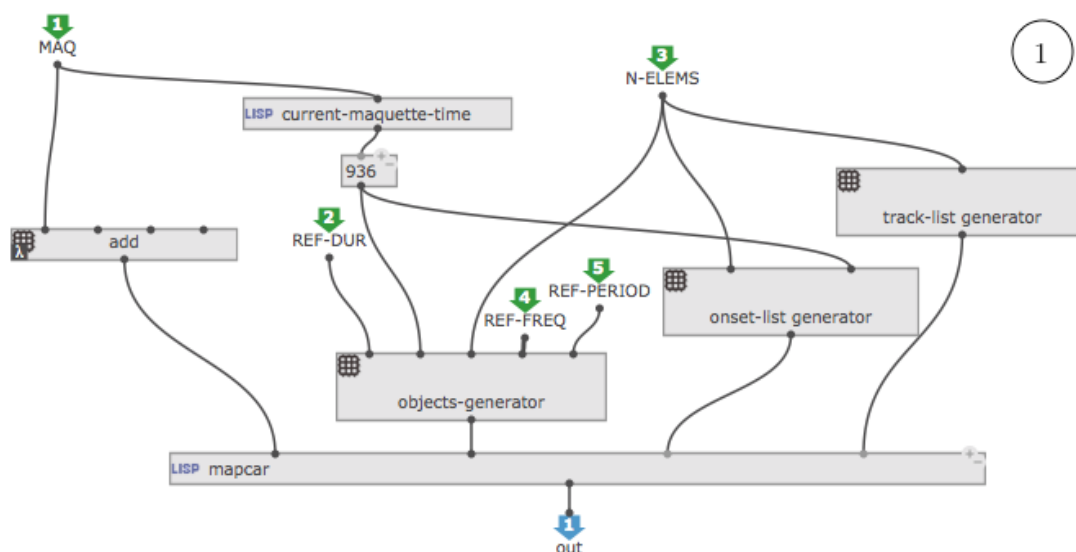 1
MAQ
3
N-ELEMS
1
LISP current-maquette-time
936
2
REF-DUR
track-list generator
add
λ
5
REF-PERIOD
4
REF-FREQ
onset-list generator
objects-generator
LISP mapcar
1
out